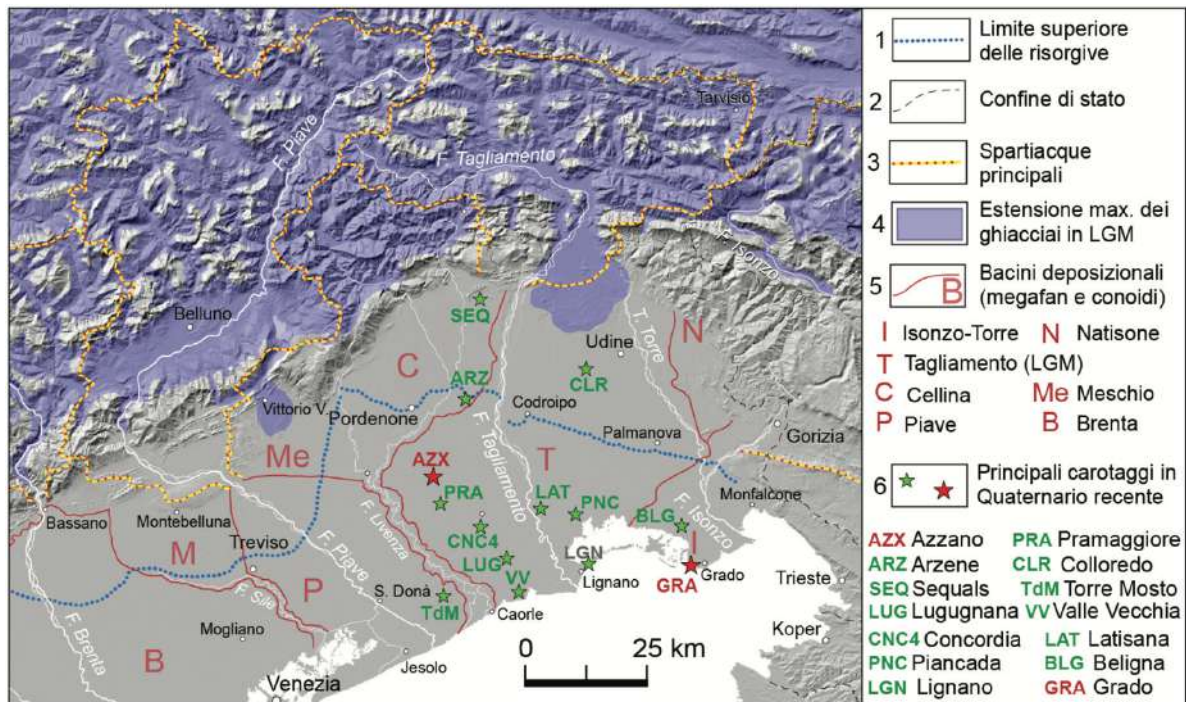 Tarvisio
F. Piave
F. Tagliamento
F. Isonzo
Belluno
SEQ
T. Torre
N
Udine
C
ARZ
CLR
Vittorio V.
Pordenone
Codroipo
F. Tagliamento
Palmanova
Gorizia
Me
AZX
T
PRA
LAT
PNC
Monfalcone
Bassano
Montebelluna
F. Livenza
BLG
F. Isonzo
M
Treviso
F. Piave
CNC4
LUG
LGN
I
Lignano
GRA
Grado
Trieste
P
F. Sile
S. Donà
TdM
VV
Caorle
F. Brenta
Mogliano
B
Jesolo
Koper
Venezia
0 25 km
1 Limite superiore
delle risorgive
2 Confine di stato
3 Spartiacque
principali
4 Estensione max. dei
ghiacciai in LGM
5 B Bacini deposizionali
(megafan e conoidi)
I Isonzo-Torre N Natisone
T Tagliamento (LGM)
C Cellina Me Meschio
P Piave B Brenta
6 Principali carotaggi in
Quaternario recente
AZX Azzano PRA Pramaggiore
ARZ Arzene CLR Colloredo
SEQ Sequals TdM Torre Mosto
LUG Lugugnana VV Valle Vecchia
CNC4 Concordia LAT Latisana
PNC Piancada BLG Beligna
LGN Lignano GRA Grado